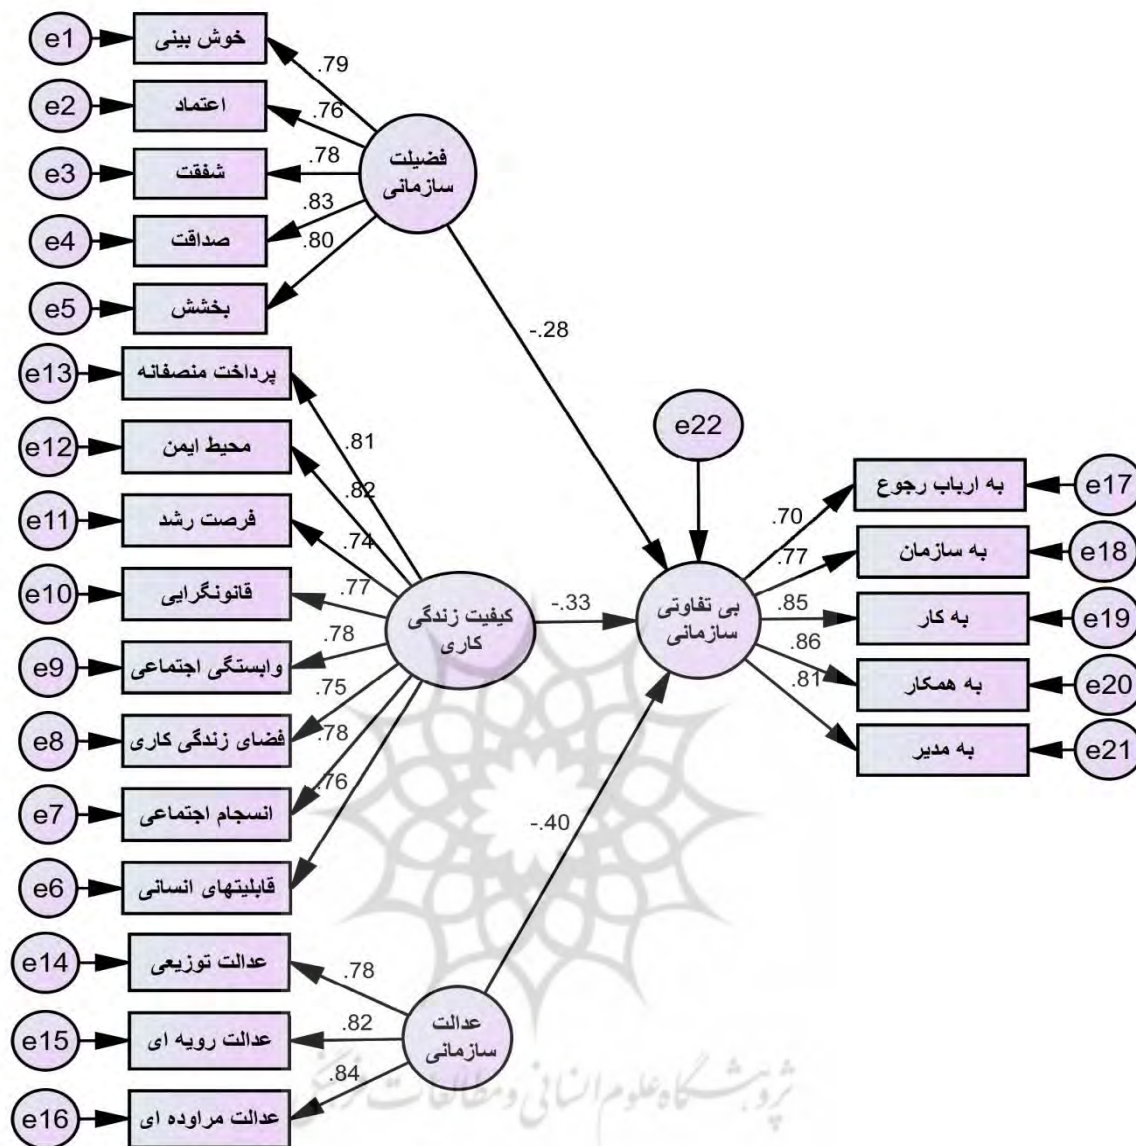 e1
خوش بینی
.79
e2
اعتماد
.76
e3
شفقت
.78
فضیلت
سازمانی
e4
صداقت
.83
e5
بخشش
.80
-.28
e13
پرداخت منصفانه
.81
e12
محیط ایمن
.82
e11
فرصت رشد
.74
e10
قانونگرایی
.77
e9
وابستگی اجتماعی
.78
e8
فضای زندگی کاری
.75
e7
انسجام اجتماعی
.78
e6
قابلیتهای انسانی
.76
کیفیت زندگی
کاری
-.33
e22
بی تفاوتی
سازمانی
.70
به ارباب رجوع
e17
.77
به سازمان
e18
.85
به کار
e19
.86
به همکار
e20
.81
به مدیر
e21
-.40
e14
عدالت توزیعی
.78
e15
عدالت رویه ای
.82
e16
عدالت مراوده ای
.84
عدالت
سازمانی
پژوهشگاه علوم انسانی و مطالعات فرهنگی